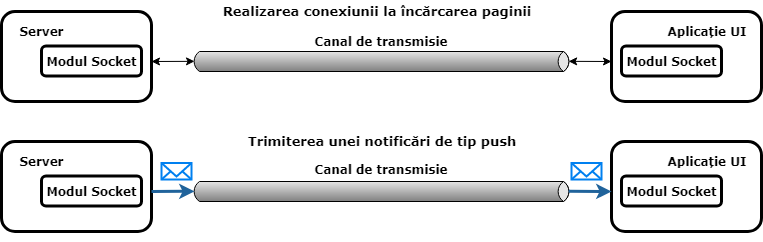 Realizarea conexiunii la încărcarea paginii
Server
Canal de transmisie
Aplicație UI
Modul Socket
Modul Socket
Trimiterea unei notificări de tip push
Server
Canal de transmisie
Aplicație UI
Modul Socket
Modul Socket